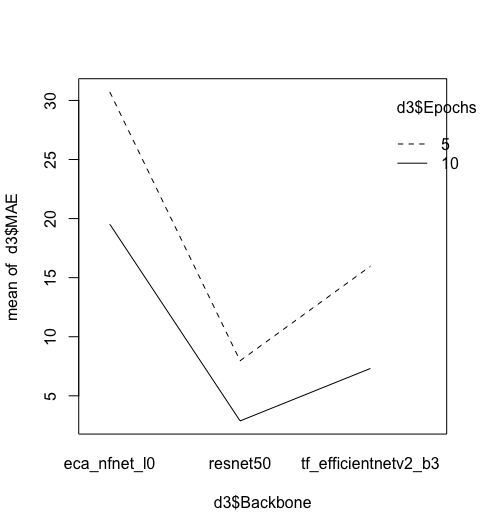 d3$Epochs
5
10
30
25
20
15
10
5
mean of  d3$MAE
eca_nfnet_l0
resnet50
tf_efficientnetv2_b3
d3$Backbone